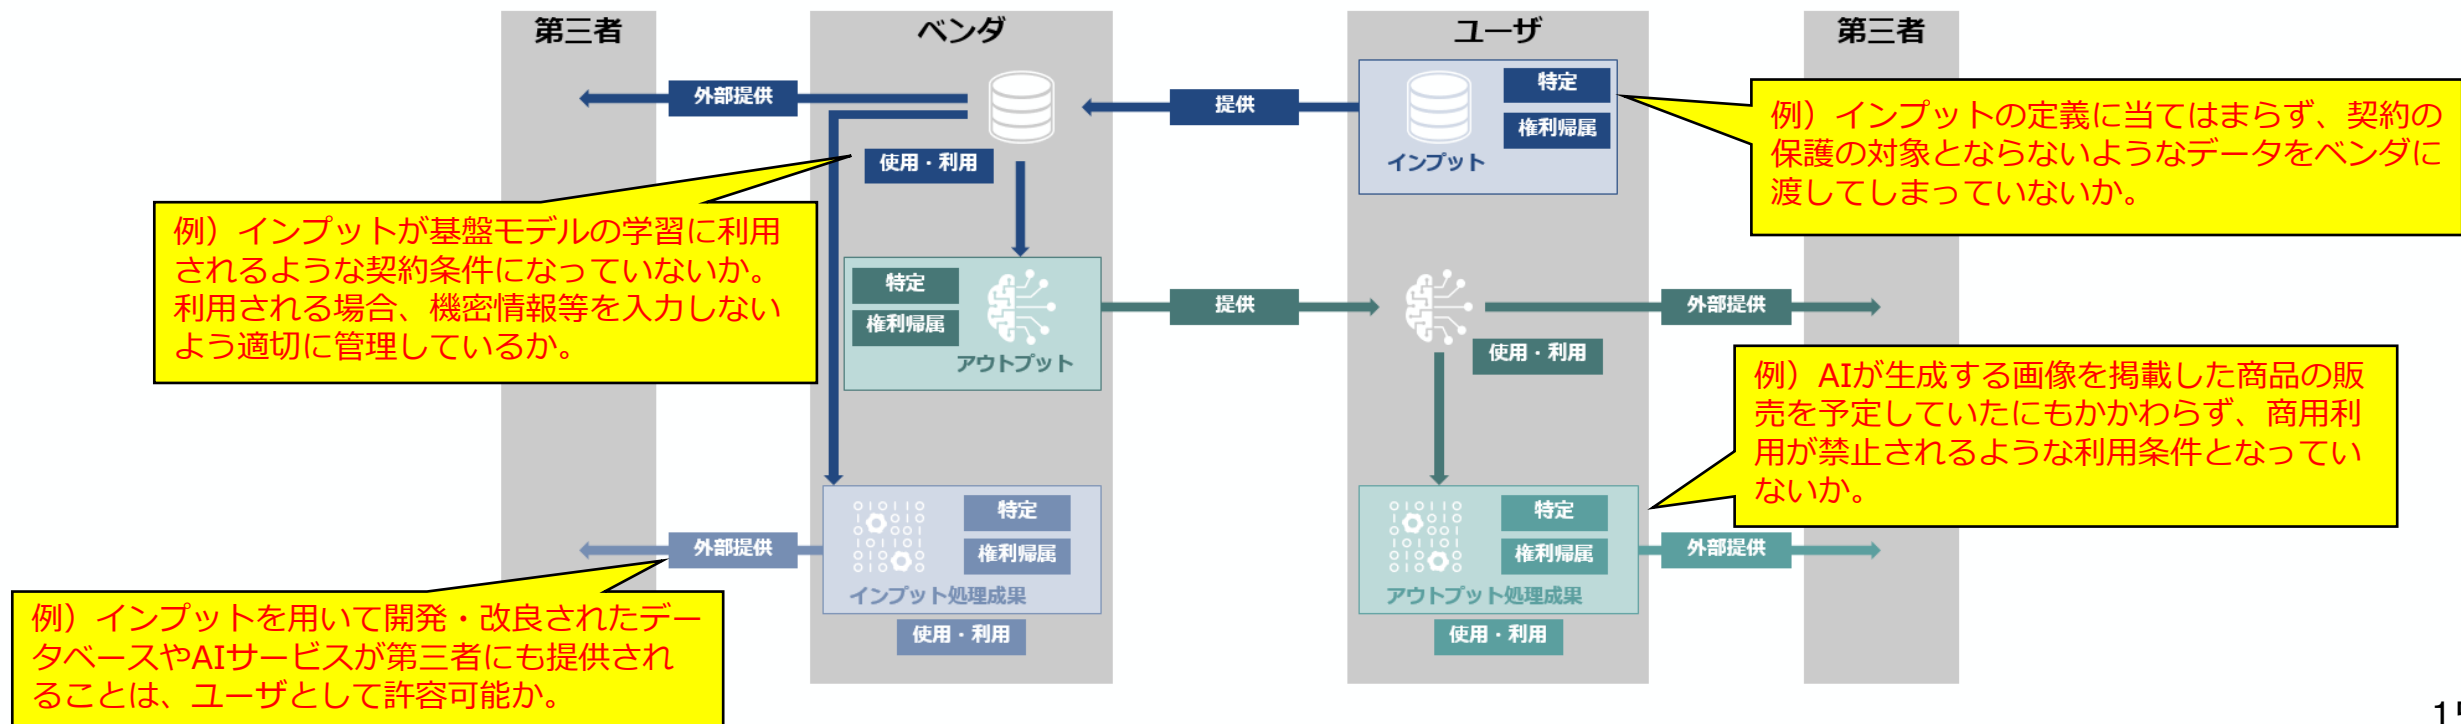 第三者
ベンダ
ユーザ
第三者
外部提供
提供
特定
権利帰属
インプット
使用・利用
例）インプットの定義に当てはまらず、契約の
保護の対象とならないようなデータをベンダに
渡してしまっていないか。
例）インプットが基盤モデルの学習に利用
されるような契約条件になっていないか。
利用される場合、機密情報等を入力しない
よう適切に管理しているか。
特定
権利帰属
アウトプット
提供
使用・利用
外部提供
例）AIが生成する画像を掲載した商品の販
売を予定していたにもかかわらず、商用利
用が禁止されるような利用条件となってい
ないか。
外部提供
特定
権利帰属
インプット処理成果
使用・利用
特定
権利帰属
アウトプット処理成果
使用・利用
外部提供
例）インプットを用いて開発・改良されたデー
タベースやAIサービスが第三者にも提供され
ることは、ユーザとして許容可能か。